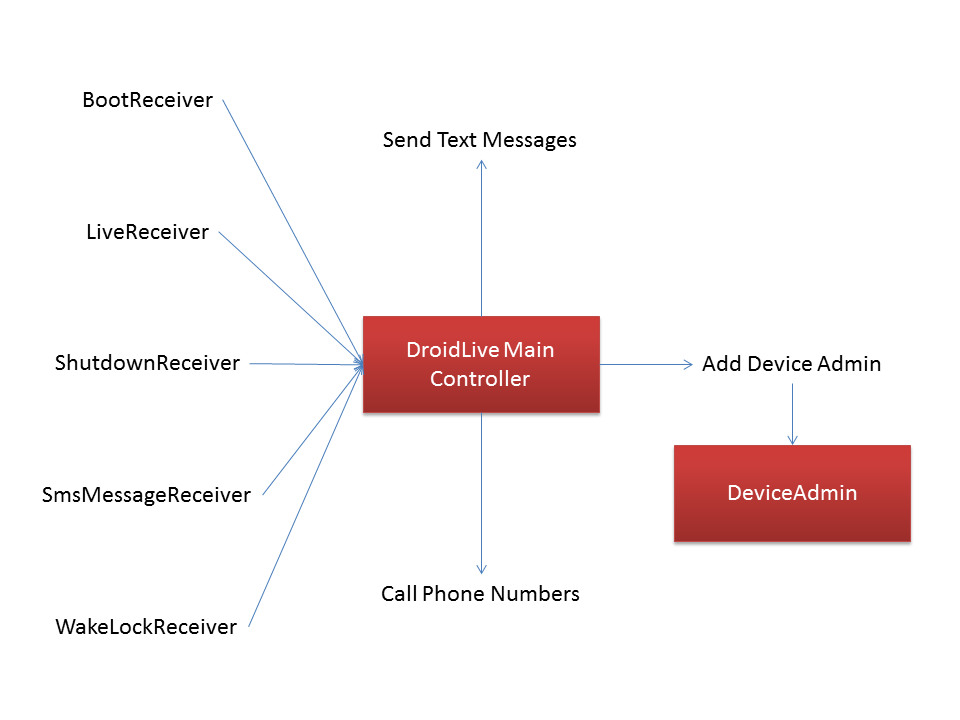 BootReceiver
Send Text Messages
LiveReceiver
DroidLive Main
Controller
ShutdownReceiver
Add Device Admin
SmsMessageReceiver
DeviceAdmin
Call Phone Numbers
WakeLockReceiver